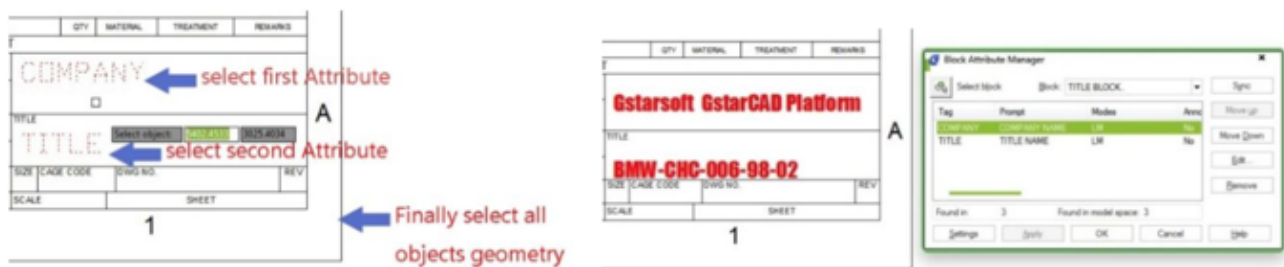 QTY MATERIAL TREATMENT REMARKS
COMPANY
select first Attribute
TITLE
TITLE
Select object: 3025.4034
select second Attribute
SIZE CAGE CODE DWG NO. REV
SCALE SHEET
A
1
Finally select all
objects geometry
QTY MATERIAL TREATMENT REMARKS
Gstarsoft GstarCAD Platform
TITLE
BMW-CHC-006-98-02
SIZE CAGE CODE DWG NO. REV
SCALE SHEET
A
1
Block Attribute Manager
Select block Block: TITLE BLOCK. Sync
Tag Prompt Modes Anno Move up
COMPANY COMPANY NAME LM No
TITLE TITLE NAME LM No Move Down
Edit...
Remove
Found in: 3 Found in model space: 3
Settings Apply OK Cancel Help